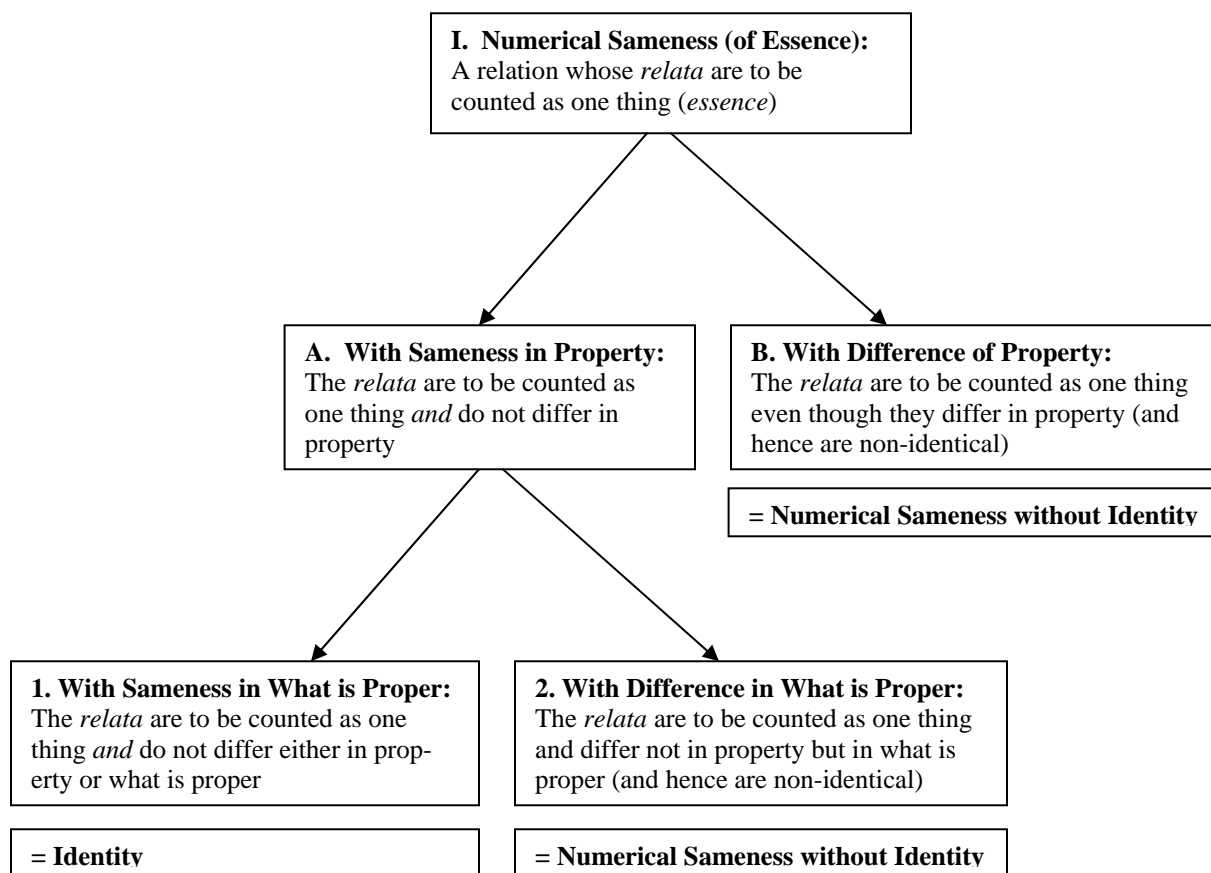 I. Numerical Sameness (of Essence):
A relation whose relata are to be
counted as one thing (essence)
A. With Sameness in Property:
The relata are to be counted as
one thing and do not differ in
property
B. With Difference of Property:
The relata are to be counted as one thing
even though they differ in property (and
hence are non-identical)
= Numerical Sameness without Identity
1. With Sameness in What is Proper:
The relata are to be counted as one
thing and do not differ either in prop-
erty or what is proper
= Identity
2. With Difference in What is Proper:
The relata are to be counted as one thing
and differ not in property but in what is
proper (and hence are non-identical)
= Numerical Sameness without Identity